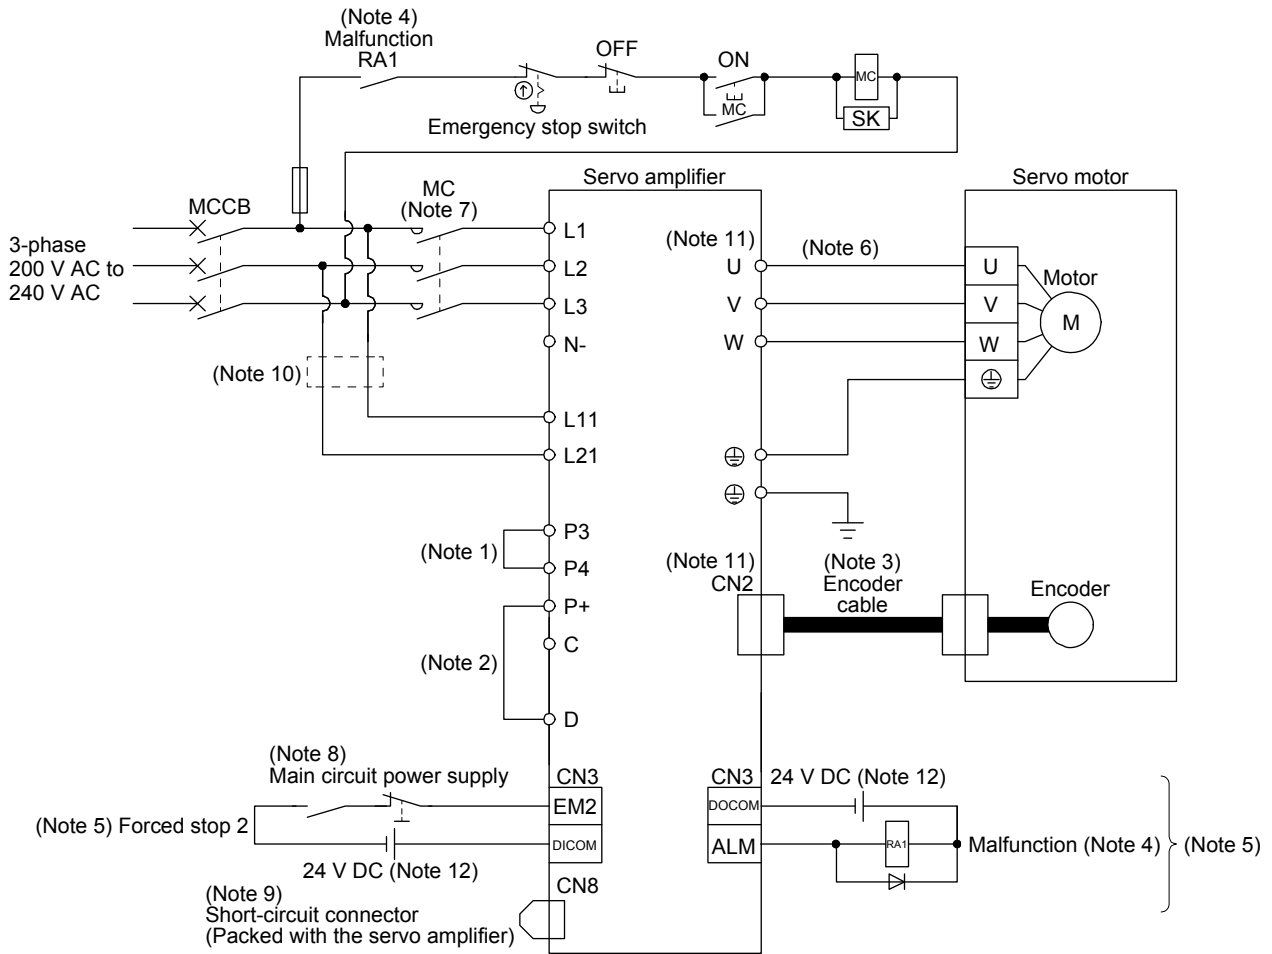 (Note 4)
Malfunction
RA1
OFF
ON
MC
MC
SK
Emergency stop switch
Servo amplifier
Servo motor
MCCB
MC
(Note 7)
3-phase
200 V AC to
240 V AC
L1
L2
L3
N-
(Note 10)
L11
L21
(Note 11)
U
V
W
(Note 6)
U
V
W
Motor
M
(Note 1)
P3
P4
(Note 2)
P+
C
D
(Note 11)
CN2
(Note 3)
Encoder
cable
Encoder
(Note 8)
Main circuit power supply
CN3
EM2
DICOM
(Note 5) Forced stop 2
24 V DC (Note 12)
CN3
24 V DC (Note 12)
DOCOM
ALM
RA1
Malfunction (Note 4)
(Note 5)
(Note 9)
Short-circuit connector
(Packed with the servo amplifier)
CN8